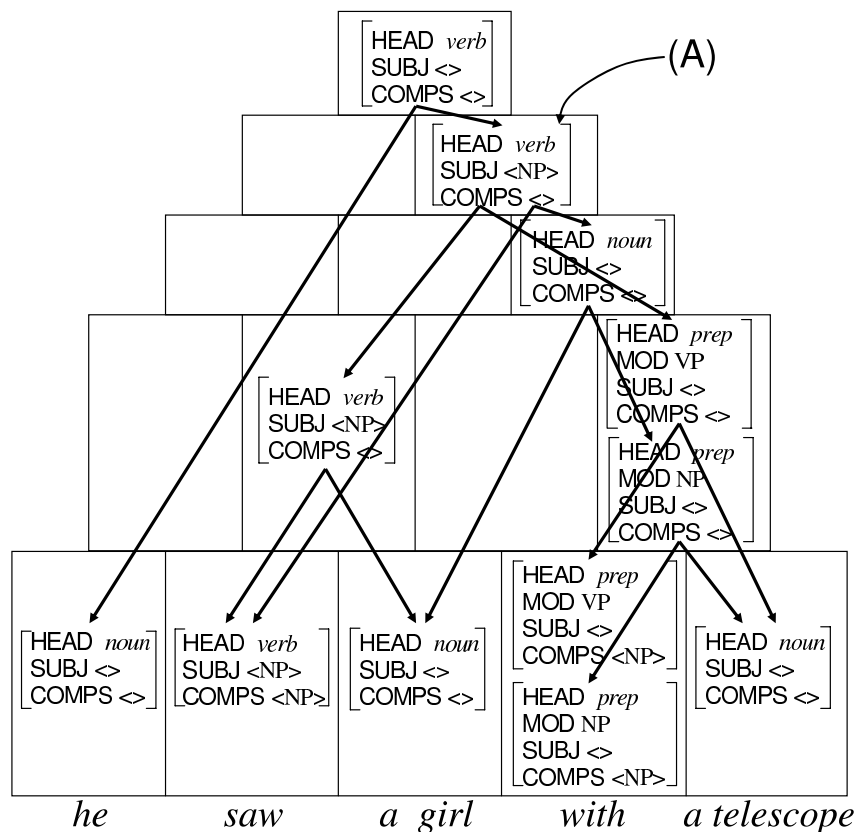 HEAD verb
SUBJ <>
COMPS <>
(A)
HEAD verb
SUBJ <NP>
COMPS <>
HEAD noun
SUBJ <>
COMPS <>
HEAD prep
MOD VP
SUBJ <>
COMPS <>
HEAD verb
SUBJ <NP>
COMPS <>
HEAD prep
MOD NP
SUBJ <>
COMPS <>
HEAD noun
SUBJ <>
COMPS <>
HEAD verb
SUBJ <NP>
COMPS <NP>
HEAD noun
SUBJ <>
COMPS <>
HEAD prep
MOD VP
SUBJ <>
COMPS <NP>
HEAD prep
MOD NP
SUBJ <>
COMPS <NP>
HEAD noun
SUBJ <>
COMPS <>
he saw a girl with a telescope